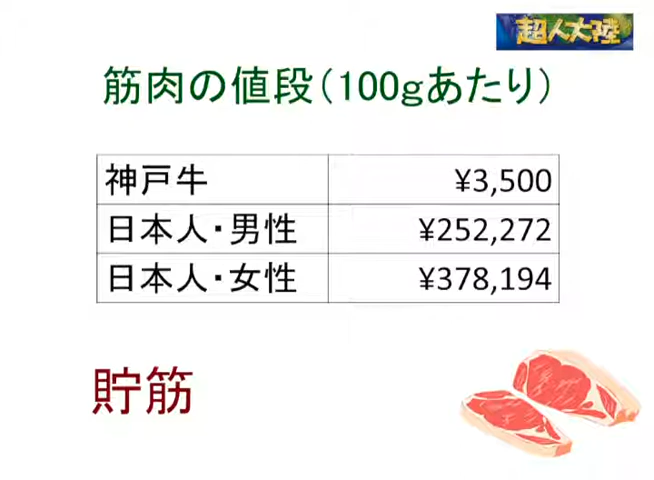 超人大陸
筋肉の値段（100gあたり）
神戸牛 ¥3,500
日本人・男性 ¥252,272
日本人・女性 ¥378,194
貯筋